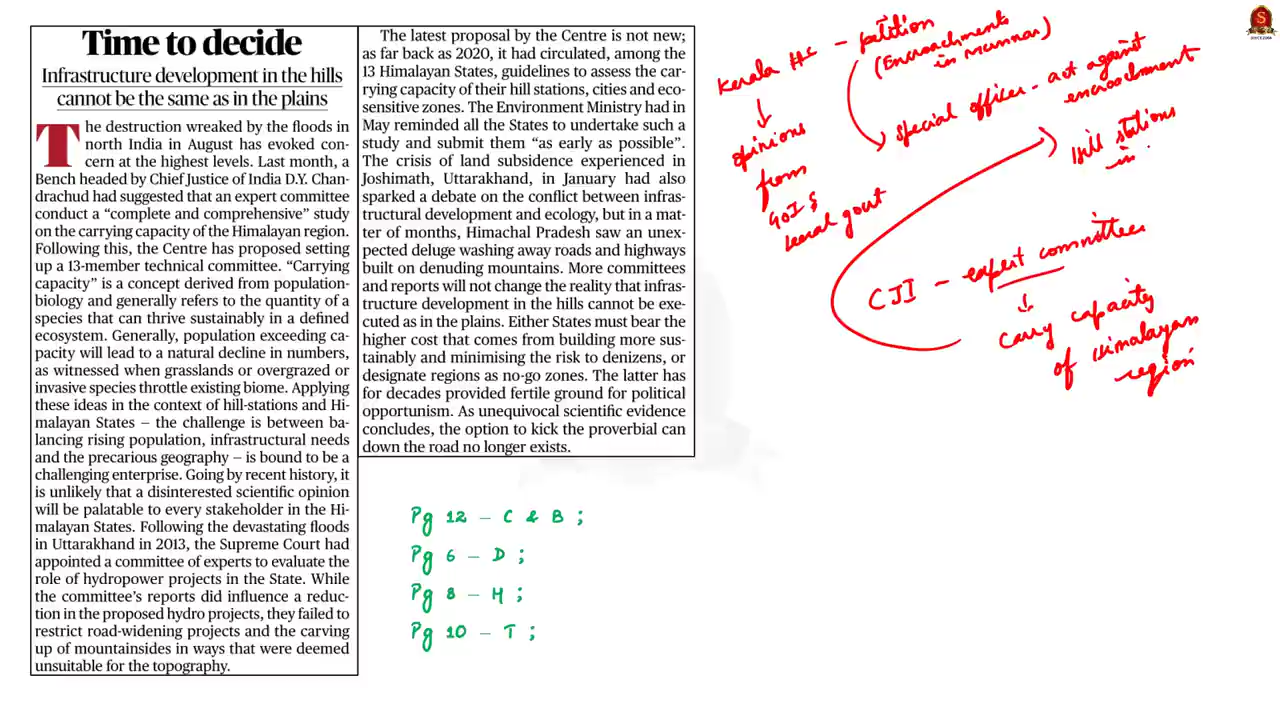 Time to decide
Infrastructure development in the hills
cannot be the same as in the plains
The destruction wreaked by the floods in
north India in August has evoked con-
cern at the highest levels. Last month, a
Bench headed by Chief Justice of India D.Y. Chan-
drachud had suggested that an expert committee
conduct a “complete and comprehensive” study
on the carrying capacity of the Himalayan region.
Following this, the Centre has proposed setting
up a 13-member technical committee. “Carrying
capacity” is a concept derived from population-
biology and generally refers to the quantity of a
species that can thrive sustainably in a defined
ecosystem. Generally, population exceeding ca-
pacity will lead to a natural decline in numbers,
as witnessed when grasslands or overgrazed or
invasive species throttle existing biome. Applying
these ideas in the context of hill-stations and Hi-
malayan States — the challenge is between ba-
lancing rising population, infrastructural needs
and the precarious geography — is bound to be a
challenging enterprise. Going by recent history, it
is unlikely that a disinterested scientific opinion
will be palatable to every stakeholder in the Hi-
malayan States. Following the devastating floods
in Uttarakhand in 2013, the Supreme Court had
appointed a committee of experts to evaluate the
role of hydropower projects in the State. While
the committee’s reports did influence a reduc-
tion in the proposed hydro projects, they failed to
restrict road-widening projects and the carving
up of mountainsides in ways that were deemed
unsuitable for the topography.
The latest proposal by the Centre is not new;
as far back as 2020, it had circulated, among the
13 Himalayan States, guidelines to assess the car-
rying capacity of their hill stations, cities and eco-
sensitive zones. The Environment Ministry had in
May reminded all the States to undertake such a
study and submit them “as early as possible”.
The crisis of land subsidence experienced in
Joshimath, Uttarakhand, in January had also
sparked a debate on the conflict between infras-
tructural development and ecology, but in a mat-
ter of months, Himachal Pradesh saw an unex-
pected deluge washing away roads and highways
built on denuding mountains. More committees
and reports will not change the reality that infras-
tructure development in the hills cannot be exe-
cuted as in the plains. Either States must bear the
higher cost that comes from building more sus-
tainably and minimising the risk to denizens, or
designate regions as no-go zones. The latter has
for decades provided fertile ground for political
opportunism. As unequivocal scientific evidence
concludes, the option to kick the proverbial can
down the road no longer exists.
Pg 12 - C & B ;
Pg 6 - D ;
Pg 8 - H ;
Pg 10 - T ;
Kerala HC - petition
(Encroachments
in Munnar)
special officer - act against
encroachment
opinions
from
GOI &
Keral govt
Hill stations
in
CJI - expert committee
Carry capacity
of Himalayan
region
S